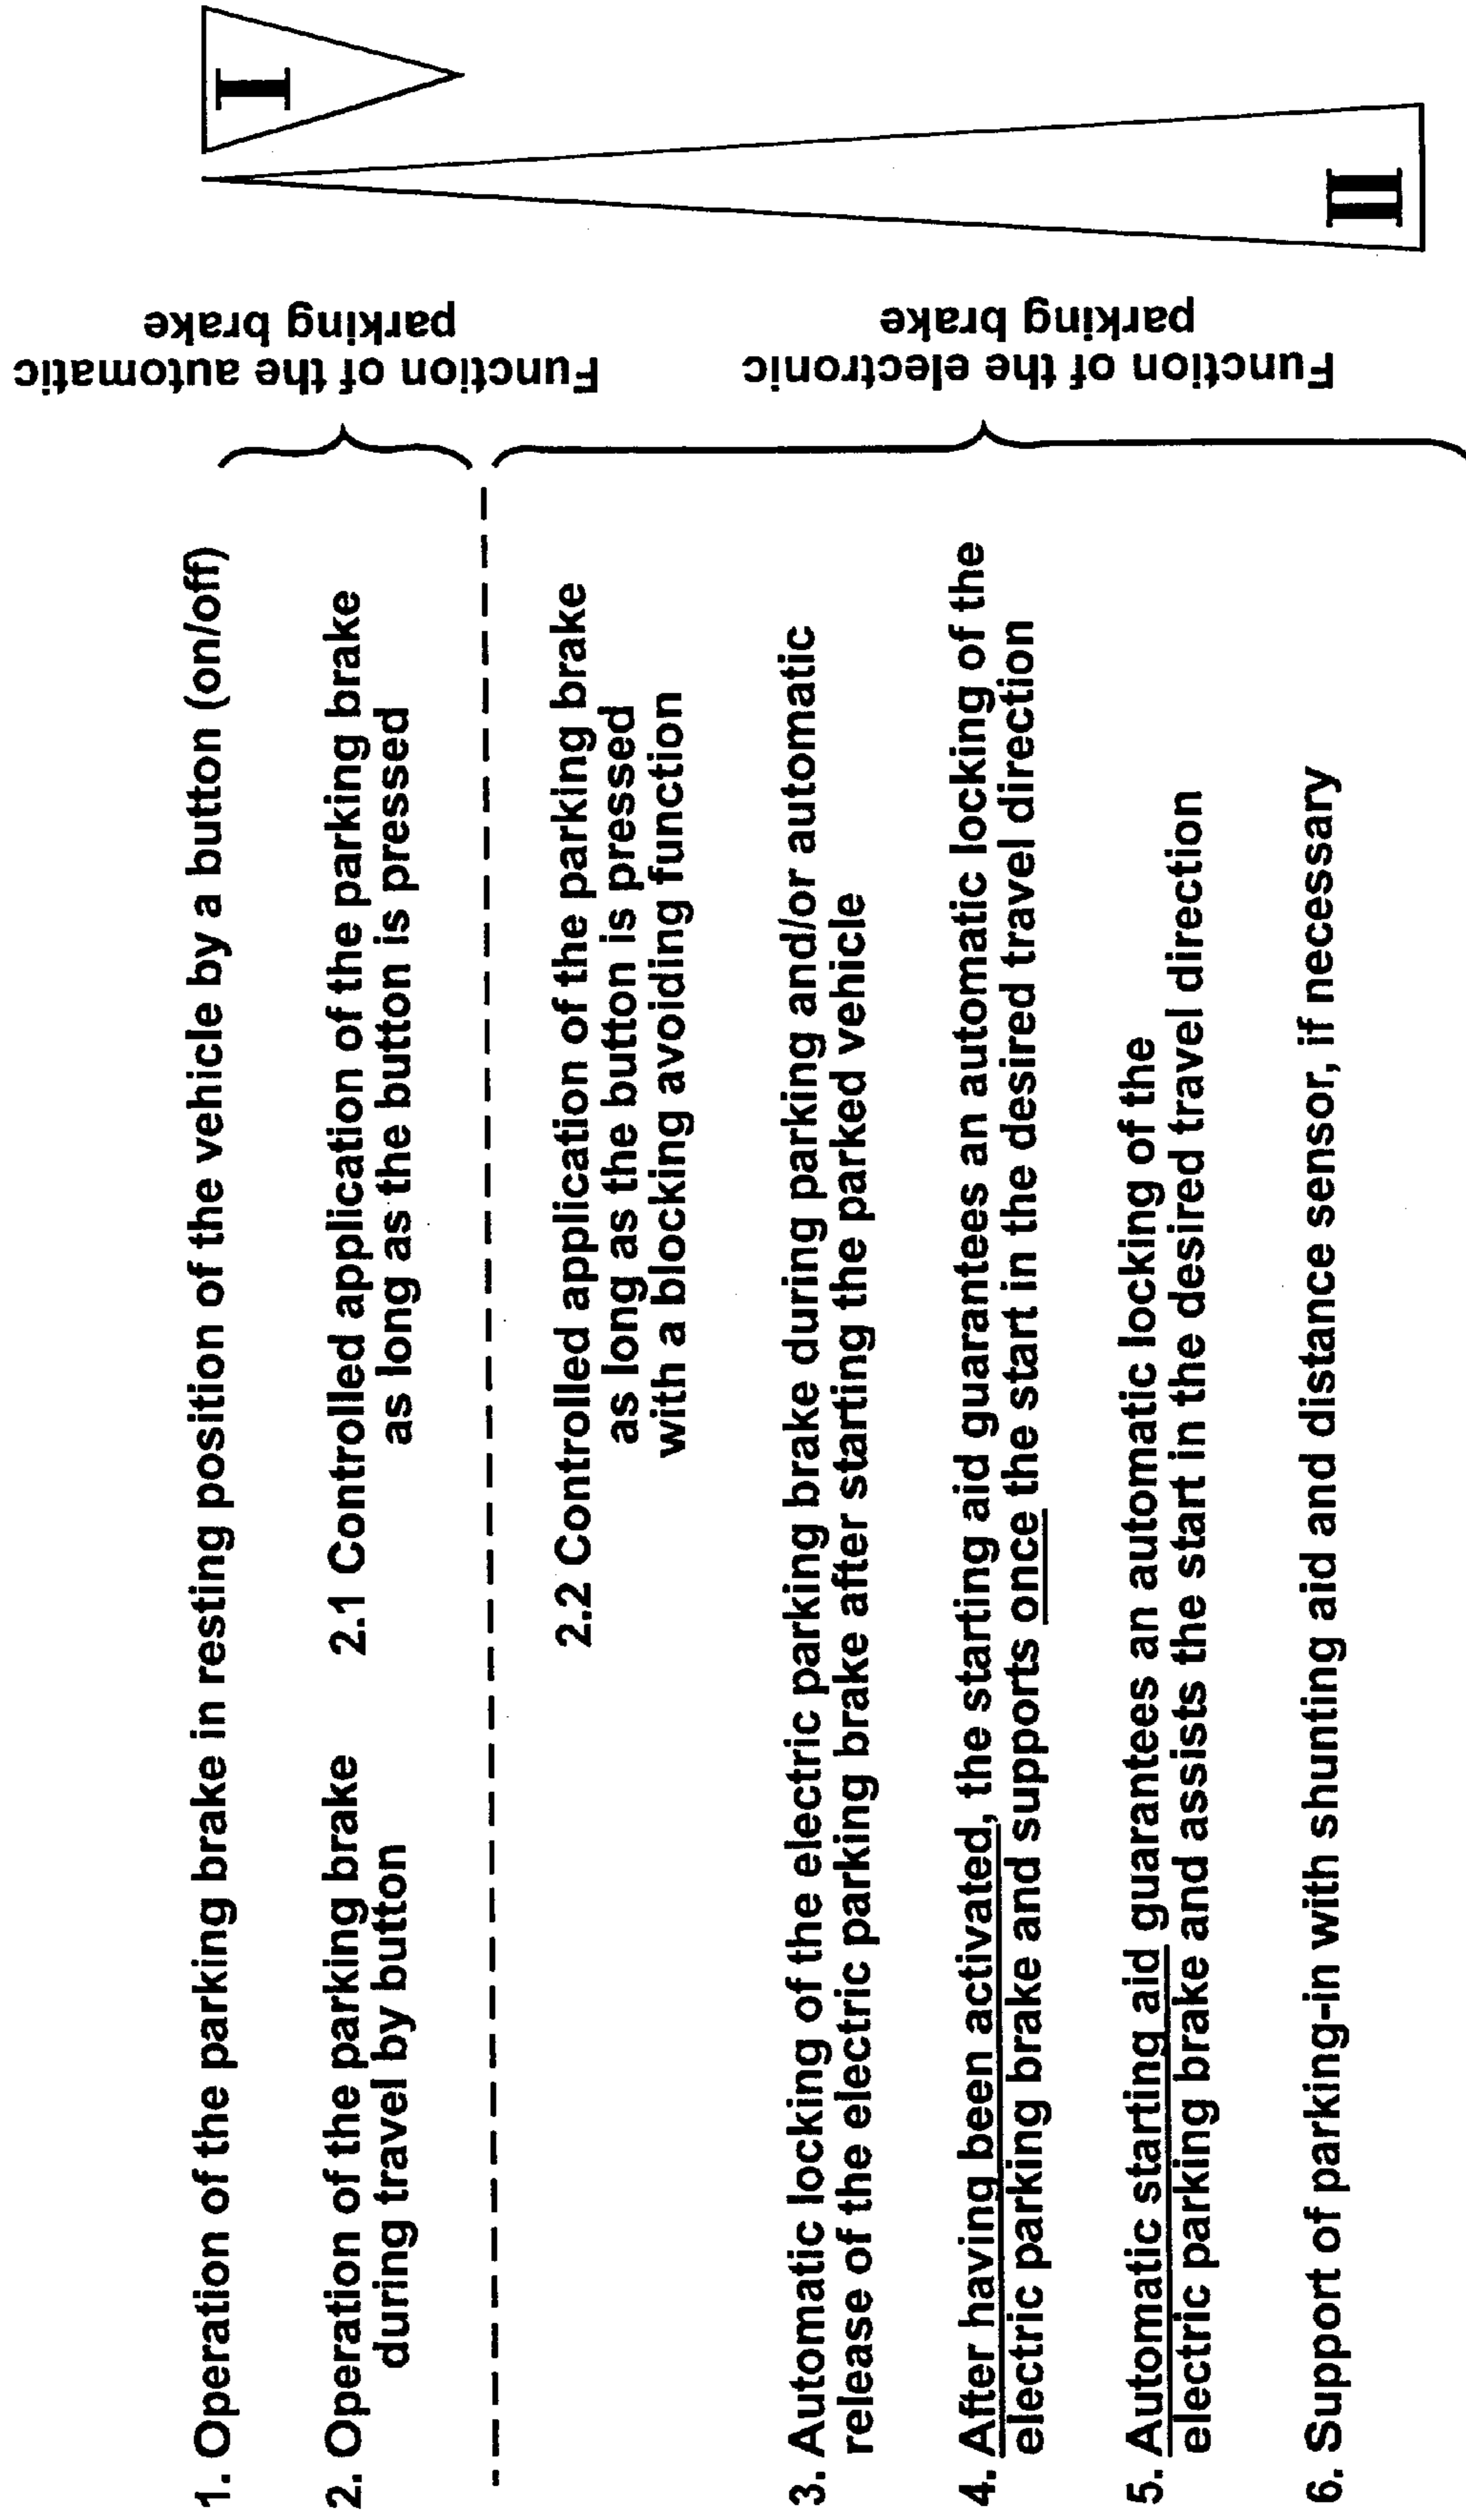 1. Operation of the parking brake in resting position of the vehicle by a button (on/off)
2. Operation of the parking brake
during travel by button
2.1 Controlled application of the parking brake
as long as the button is pressed
2.2 Controlled application of the parking brake
as long as the button is pressed
with a blocking avoiding function
3. Automatic locking of the electric parking brake during parking and/or automatic
release of the electric parking brake after starting the parked vehicle
4. After having been activated, the starting aid guarantees an automatic locking of the
electric parking brake and supports once the start in the desired travel direction
5. Automatic starting aid guarantees an automatic locking of the
electric parking brake and assists the start in the desired travel direction
6. Support of parking-in with shunting aid and distance sensor, if necessary
Function of the automatic
parking brake
Function of the electronic
parking brake
I
II